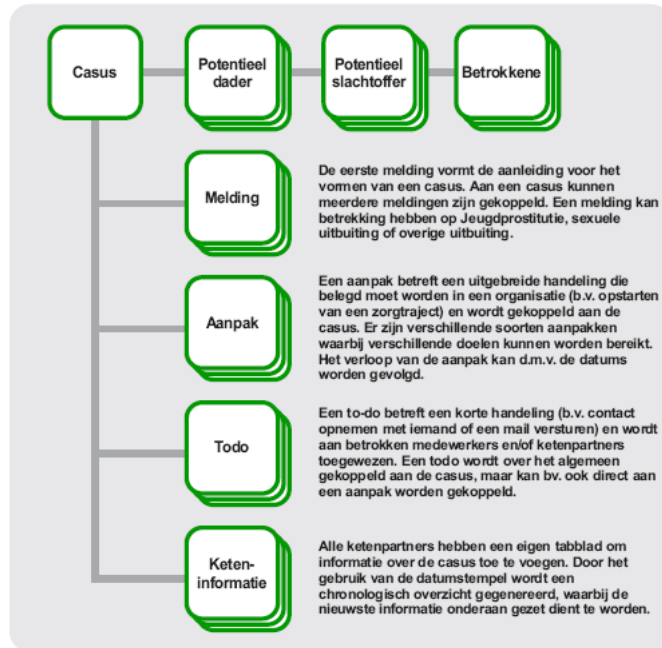 Casus
Potentieel
dader
Potentieel
slachtoffer
Betrokkene
Melding
De eerste melding vormt de aanleiding voor het
vormen van een casus. Aan een casus kunnen
meerdere meldingen zijn gekoppeld. Een melding kan
betrekking hebben op Jeugdprostitutie, sexuele
uitbuiting of overige uitbuiting.
Aanpak
Een aanpak betreft een uitgebreide handeling die
belegd moet worden in een organisatie (b.v. opstarten
van een zorgtraject) en wordt gekoppeld aan de
casus. Er zijn verschillende soorten aanpakken
waarbij verschillende doelen kunnen worden bereikt.
Het verloop van de aanpak kan d.m.v. de datums
worden gevolgd.
Todo
Een to-do betreft een korte handeling (b.v. contact
opnemen met iemand of een mail versturen) en wordt
aan betrokken medewerkers en/of ketenpartners
toegewezen. Een todo wordt over het algemeen
gekoppeld aan de casus, maar kan bv. ook direct aan
een aanpak worden gekoppeld.
Keten-
informatie
Alle ketenpartners hebben een eigen tabblad om
informatie over de casus toe te voegen. Door het
gebruik van de datumstempel wordt een
chronologisch overzicht gegenereerd, waarbij de
nieuwste informatie onderaan gezet dient te worden.